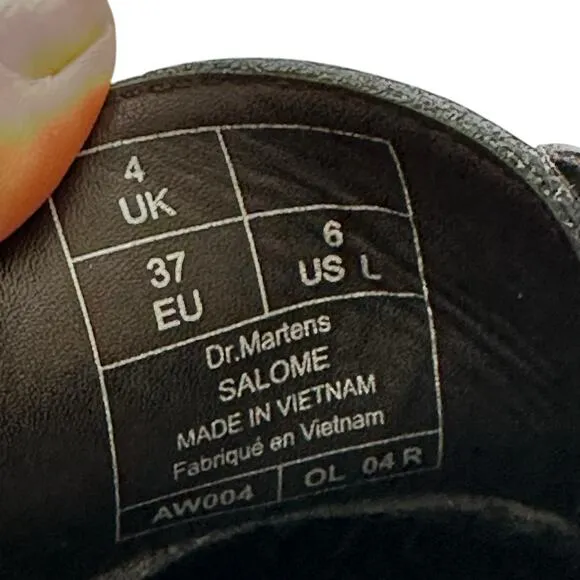 4
UK
37
EU
6
US L
Dr.Martens
SALOME
MADE IN VIETNAM
Fabriqué en Vietnam
AW004
OL 04 R